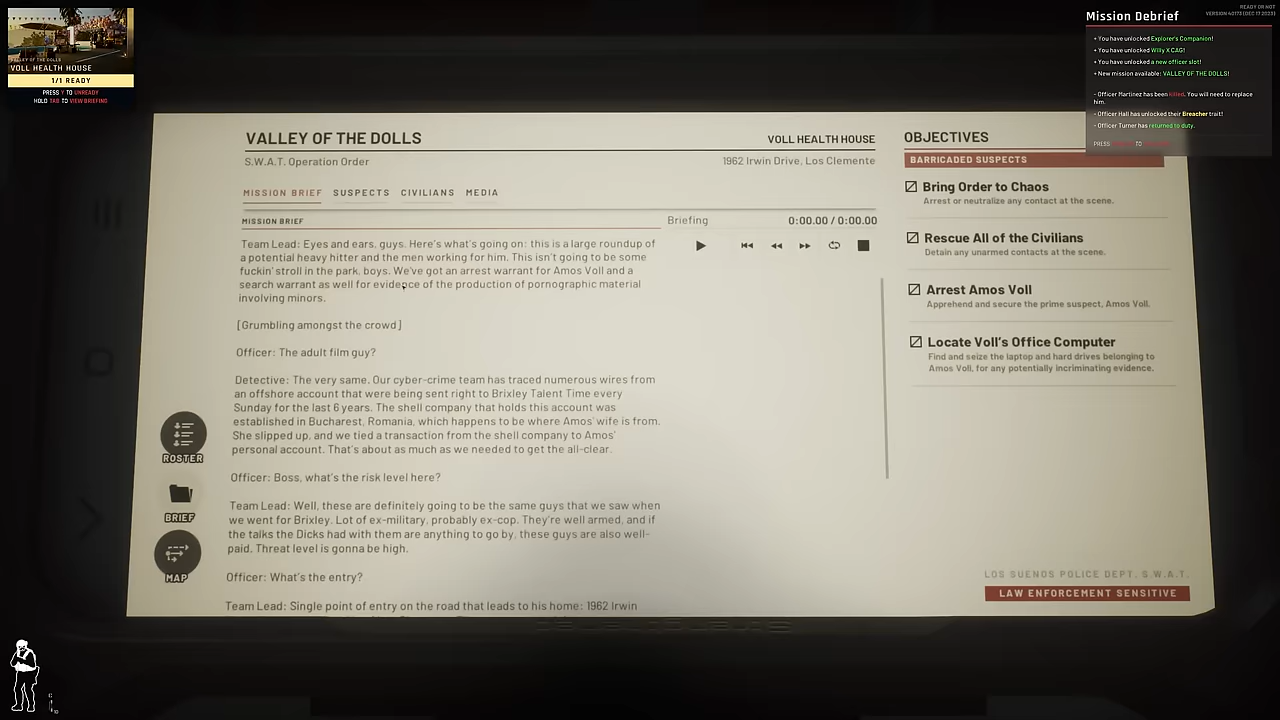 VALLEY OF THE DOLLS
VOLL HEALTH HOUSE
1/1 READY
PRESS Y TO UNREADY
HOLD TAB TO VIEW BRIEFING
READY OR NOT
VERSION 40173 (DEC 17 2023)
Mission Debrief
+ You have unlocked Explorer's Companion!
+ You have unlocked Willy X CAG!
+ You have unlocked a new officer slot!
+ New mission available: VALLEY OF THE DOLLS!
- Officer Martinez has been killed. You will need to replace
him.
- Officer Hall has unlocked their Breacher trait!
- Officer Turner has returned to duty.
PRESS TO
VALLEY OF THE DOLLS
VOLL HEALTH HOUSE
S.W.A.T. Operation Order
1962 Irwin Drive, Los Clemente
MISSION BRIEF SUSPECTS CIVILIANS MEDIA
MISSION BRIEF
Briefing 0:00.00 / 0:00.00
Team Lead: Eyes and ears, guys. Here's what's going on: this is a large roundup of
a potential heavy hitter and the men working for him. This isn't going to be some
fuckin' stroll in the park, boys. We've got an arrest warrant for Amos Voll and a
search warrant as well for evidence of the production of pornographic material
involving minors.
[Grumbling amongst the crowd]
Officer: The adult film guy?
Detective: The very same. Our cyber-crime team has traced numerous wires from
an offshore account that were being sent right to Brixley Talent Time every
Sunday for the last 6 years. The shell company that holds this account was
established in Bucharest, Romania, which happens to be where Amos' wife is from.
She slipped up, and we tied a transaction from the shell company to Amos'
personal account. That's about as much as we needed to get the all-clear.
Officer: Boss, what's the risk level here?
Team Lead: Well, these are definitely going to be the same guys that we saw when
we went for Brixley. Lot of ex-military, probably ex-cop. They're well armed, and if
the talks the Dicks had with them are anything to go by, these guys are also well-
paid. Threat level is gonna be high.
Officer: What's the entry?
Team Lead: Single point of entry on the road that leads to his home: 1962 Irwin
OBJECTIVES
BARRICADED SUSPECTS
Bring Order to Chaos
Arrest or neutralize any contact at the scene.
Rescue All of the Civilians
Detain any unarmed contacts at the scene.
Arrest Amos Voll
Apprehend and secure the prime suspect, Amos Voll.
Locate Voll's Office Computer
Find and seize the laptop and hard drives belonging to
Amos Voll, for any potentially incriminating evidence.
ROSTER
BRIEF
MAP
LOS SUENOS POLICE DEPT. S.W.A.T.
LAW ENFORCEMENT SENSITIVE